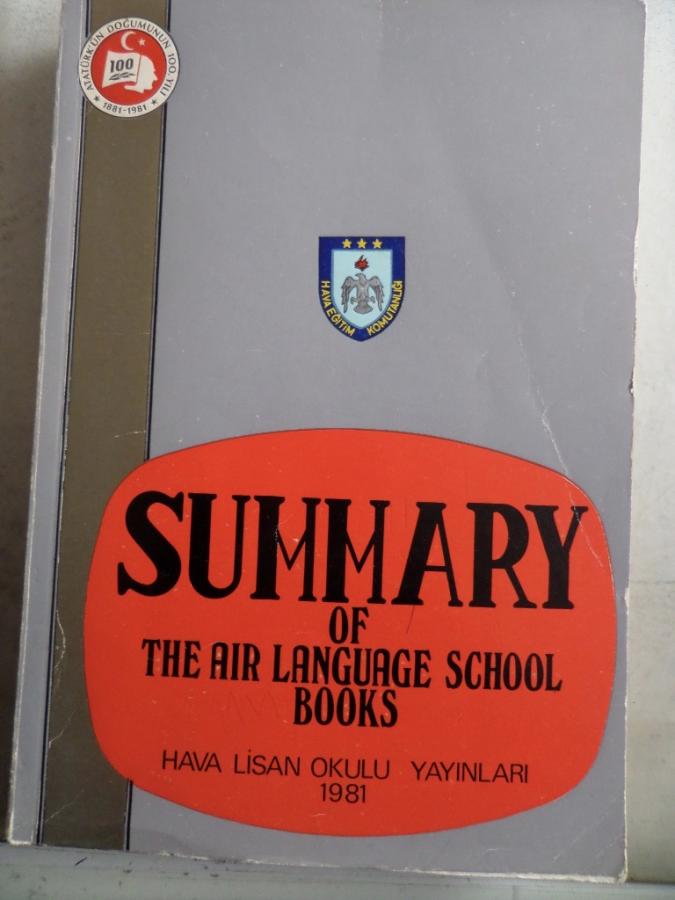 ATATÜRK'ÜN DOĞUMUNUN 100. YILI
100
★ 1881-1981 ★
HAVA EĞİTİM KOMUTANLIĞI
SUMMARY
OF
THE AIR LANGUAGE SCHOOL
BOOKS
HAVA LİSAN OKULU YAYINLARI
1981